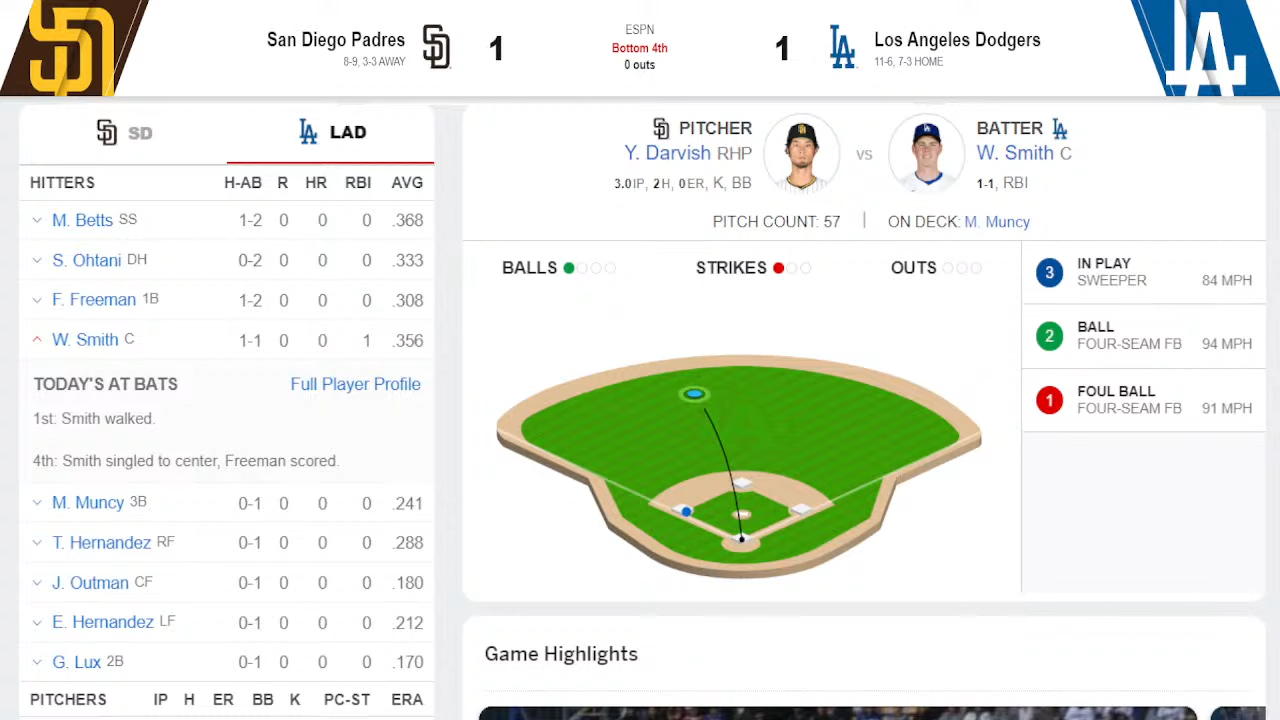 San Diego Padres
8-9, 3-3 AWAY
SD
1
ESPN
Bottom 4th
0 outs
1
LA
Los Angeles Dodgers
11-6, 7-3 HOME
SD SD
LA LAD
HITTERS H-AB R HR RBI AVG
M. Betts SS 1-2 0 0 0 .368
S. Ohtani DH 0-2 0 0 0 .333
F. Freeman 1B 1-2 0 0 0 .308
W. Smith C 1-1 0 0 1 .356
TODAY'S AT BATS Full Player Profile
1st: Smith walked.
4th: Smith singled to center, Freeman scored.
M. Muncy 3B 0-1 0 0 0 .241
T. Hernandez RF 0-1 0 0 0 .288
J. Outman CF 0-1 0 0 0 .180
E. Hernandez LF 0-1 0 0 0 .212
G. Lux 2B 0-1 0 0 0 .170
PITCHERS IP H ER BB K PC-ST ERA
SD PITCHER
Y. Darvish RHP
3.0IP, 2H, 0ER, K, BB
VS
BATTER LA
W. Smith C
1-1, RBI
PITCH COUNT: 57 | ON DECK: M. Muncy
BALLS STRIKES OUTS
3 IN PLAY
SWEEPER 84 MPH
2 BALL
FOUR-SEAM FB 94 MPH
1 FOUL BALL
FOUR-SEAM FB 91 MPH
Game Highlights